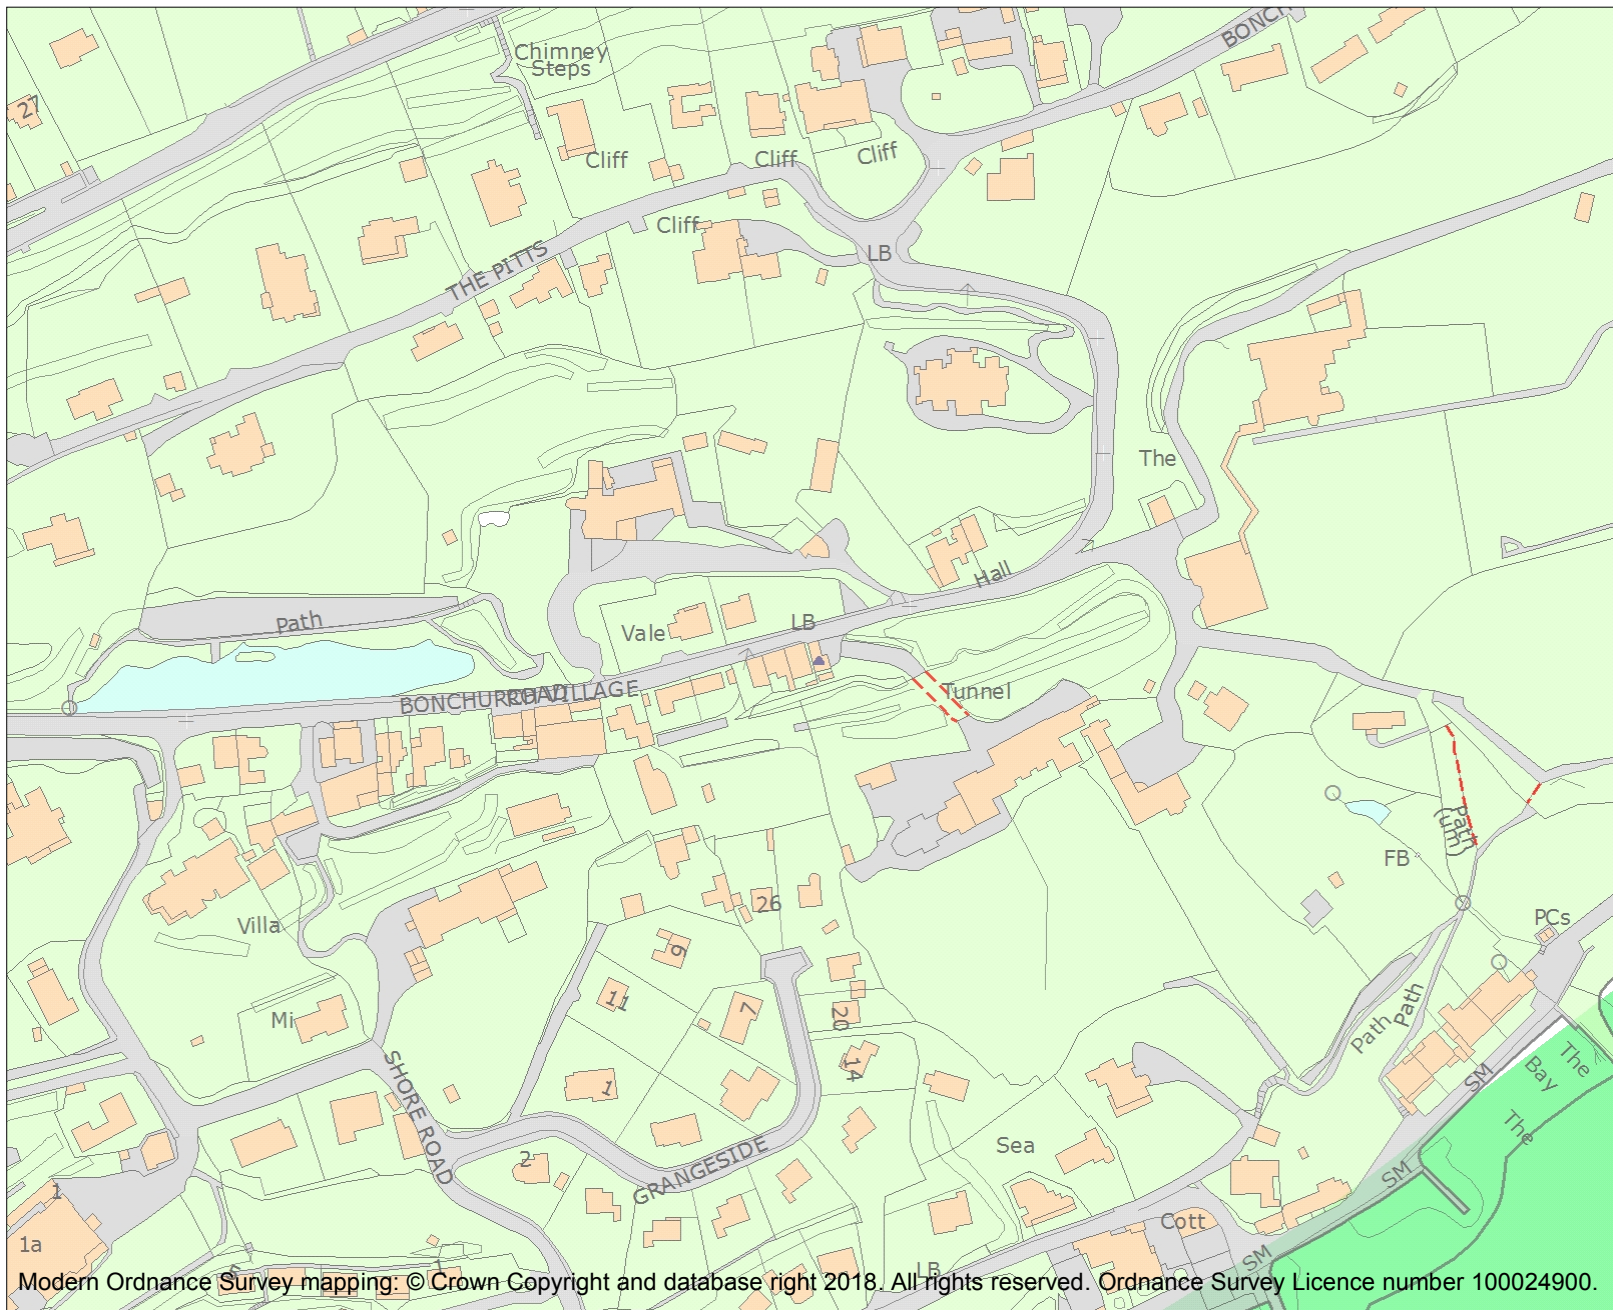 Chimney
Steps
BONCH
27
Cliff
Cliff
Cliff
Cliff
LB
THE PITTS
The
Hall
Path
Vale
LB
BONCHURCH VILLAGE
ROAD
Tunnel
Path
(um)
FB
26
Villa
PCs
9
11
7
20
Mi
14
Path
Path
SHORE ROAD
1
SM
The
Bay
The
2
GRANGESIDE
Sea
SM
1
Cott
1a
SM
LB
1
Modern Ordnance Survey mapping: © Crown Copyright and database right 2018. All rights reserved. Ordnance Survey Licence number 100024900.